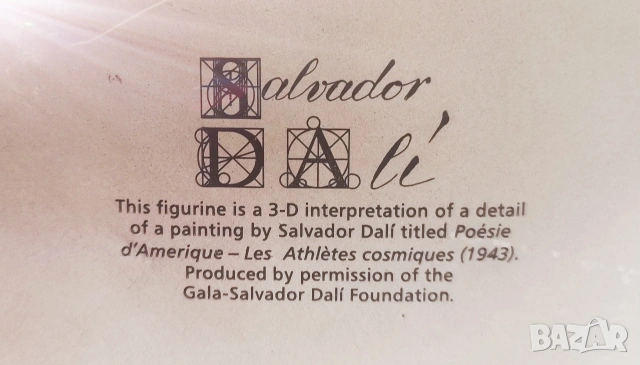 Salvador
DALí
This figurine is a 3-D interpretation of a detail
of a painting by Salvador Dalí titled Poésie
d'Amerique – Les Athlètes cosmiques (1943).
Produced by permission of the
Gala-Salvador Dalí Foundation.
BAZAR